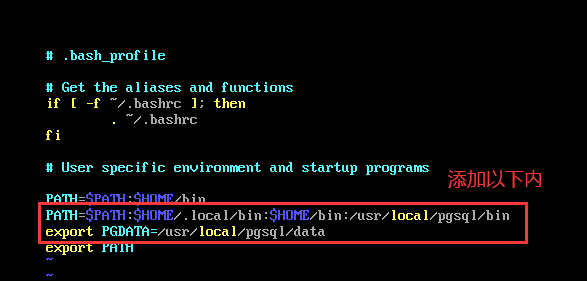 # .bash_profile
# Get the aliases and functions
if [ -f ~/.bashrc ]; then
        . ~/.bashrc
fi
# User specific environment and startup programs
添加以下内
PATH=$PATH:$HOME/bin
PATH=$PATH:$HOME/.local/bin:$HOME/bin:/usr/local/pgsql/bin
export PGDATA=/usr/local/pgsql/data
export PATH
~
~